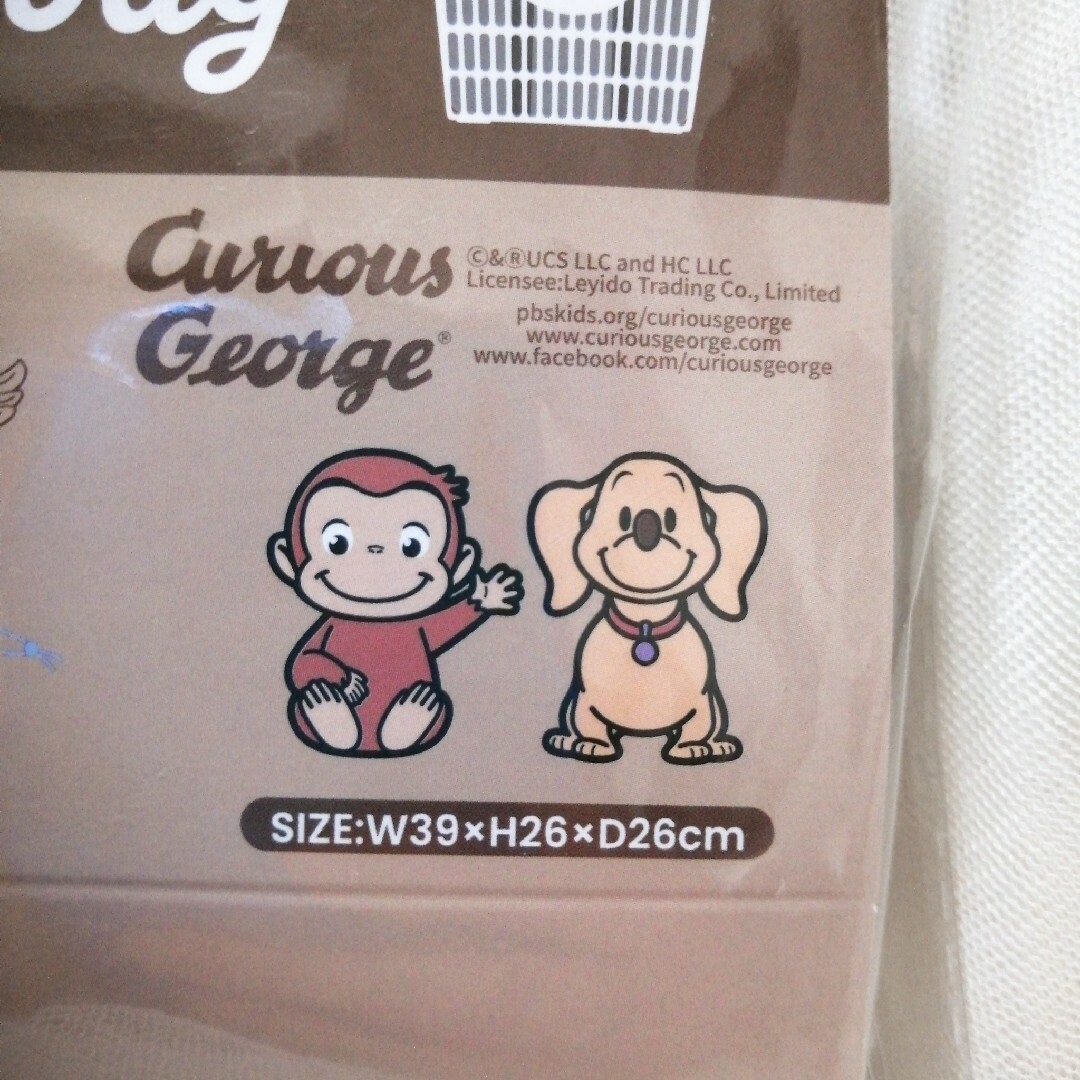 Curious
George®
©&®UCS LLC and HC LLC
Licensee:Leyido Trading Co., Limited
pbskids.org/curiousgeorge
www.curiousgeorge.com
www.facebook.com/curiousgeorge
SIZE:W39×H26×D26cm